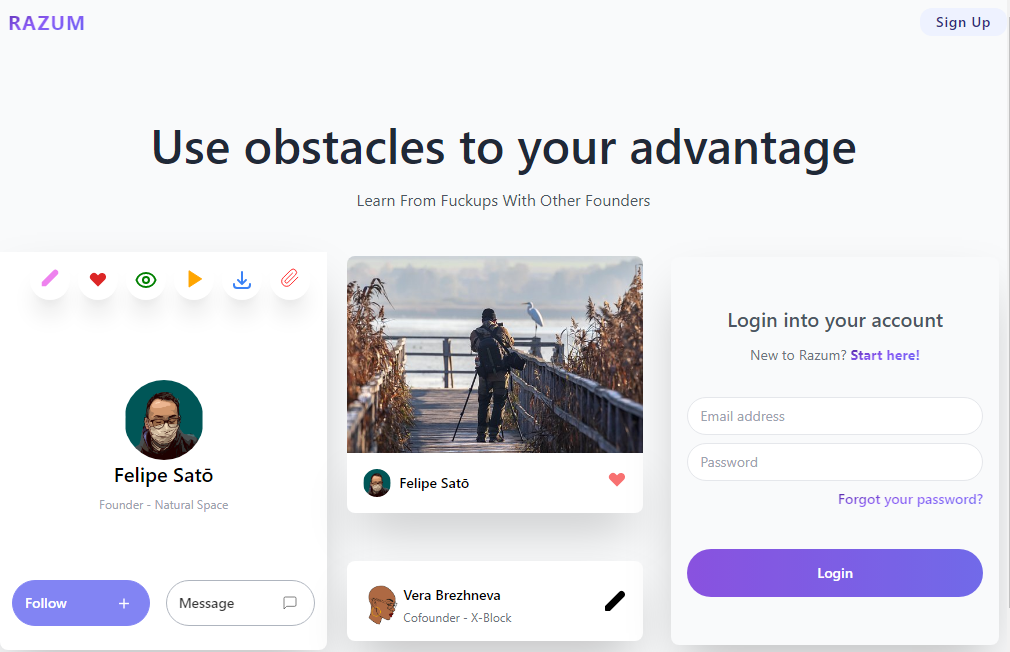 RAZUM
Sign Up
Use obstacles to your advantage
Learn From Fuckups With Other Founders
Felipe Satō
Founder - Natural Space
Follow
Message
Felipe Satō
Vera Brezhneva
Cofounder - X-Block
Login into your account
New to Razum? Start here!
Email address
Password
Forgot your password?
Login